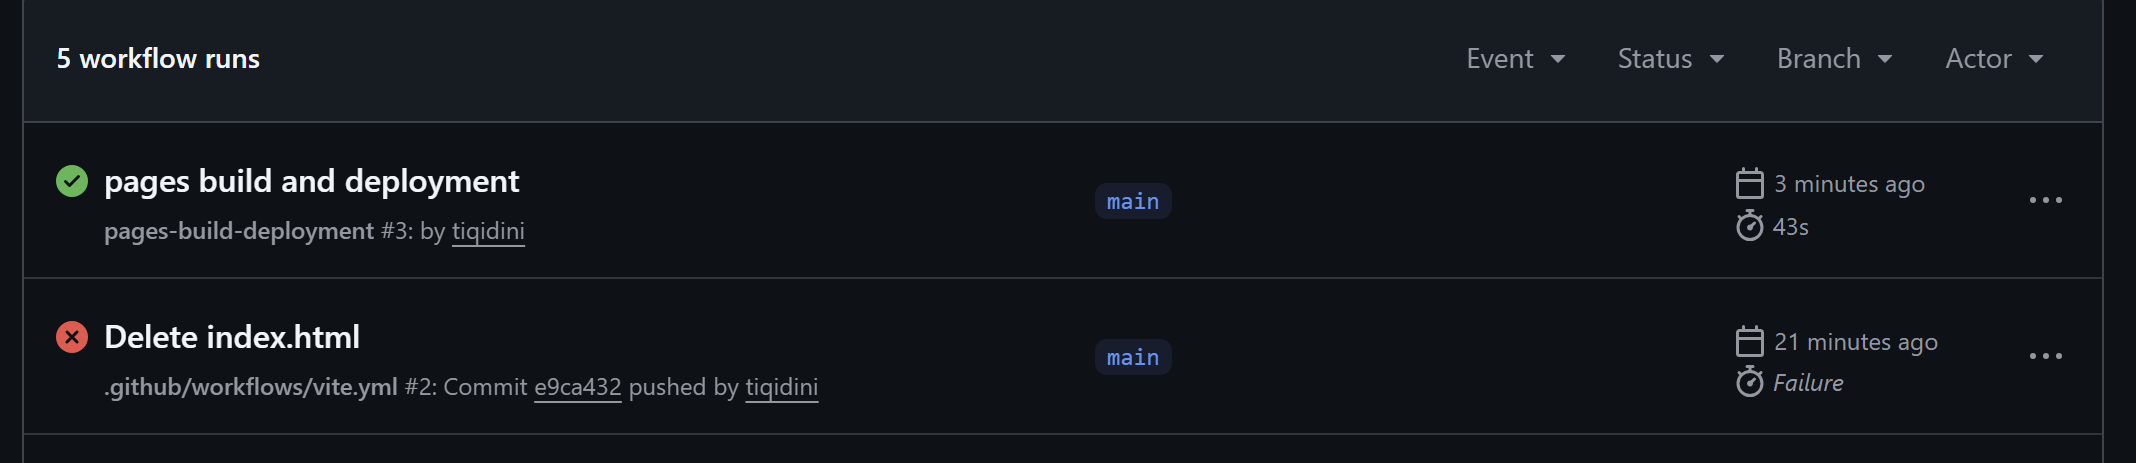 5 workflow runs
Event Status Branch Actor
pages build and deployment
pages-build-deployment #3: by tiqidini
main
3 minutes ago
43s
Delete index.html
.github/workflows/vite.yml #2: Commit e9ca432 pushed by tiqidini
main
21 minutes ago
Failure